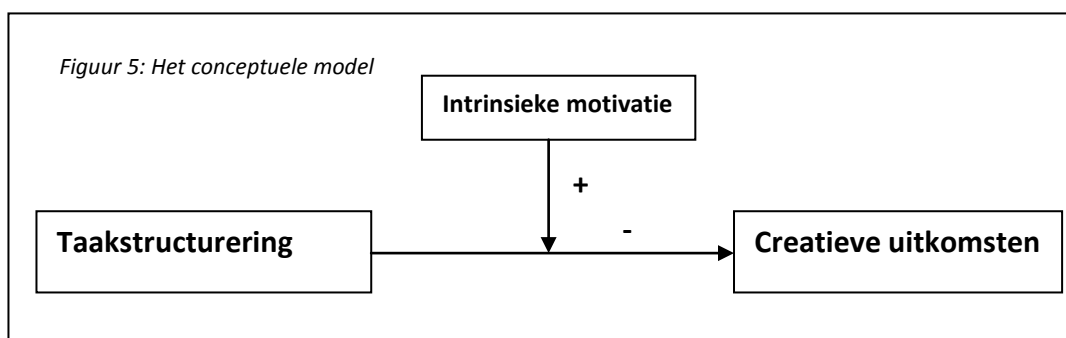 Figuur 5: Het conceptuele model
Intrinsieke motivatie
+
-
Taakstructurering
Creatieve uitkomsten